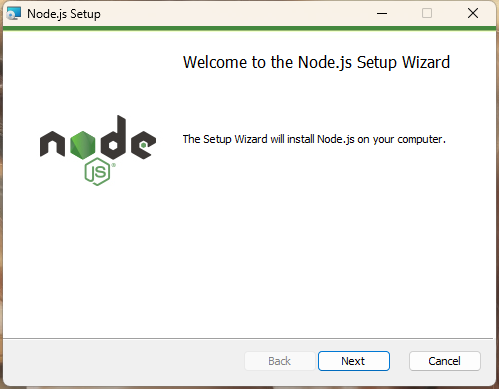 Node.js Setup
Welcome to the Node.js Setup Wizard
The Setup Wizard will install Node.js on your computer.
node
JS
Back
Next
Cancel